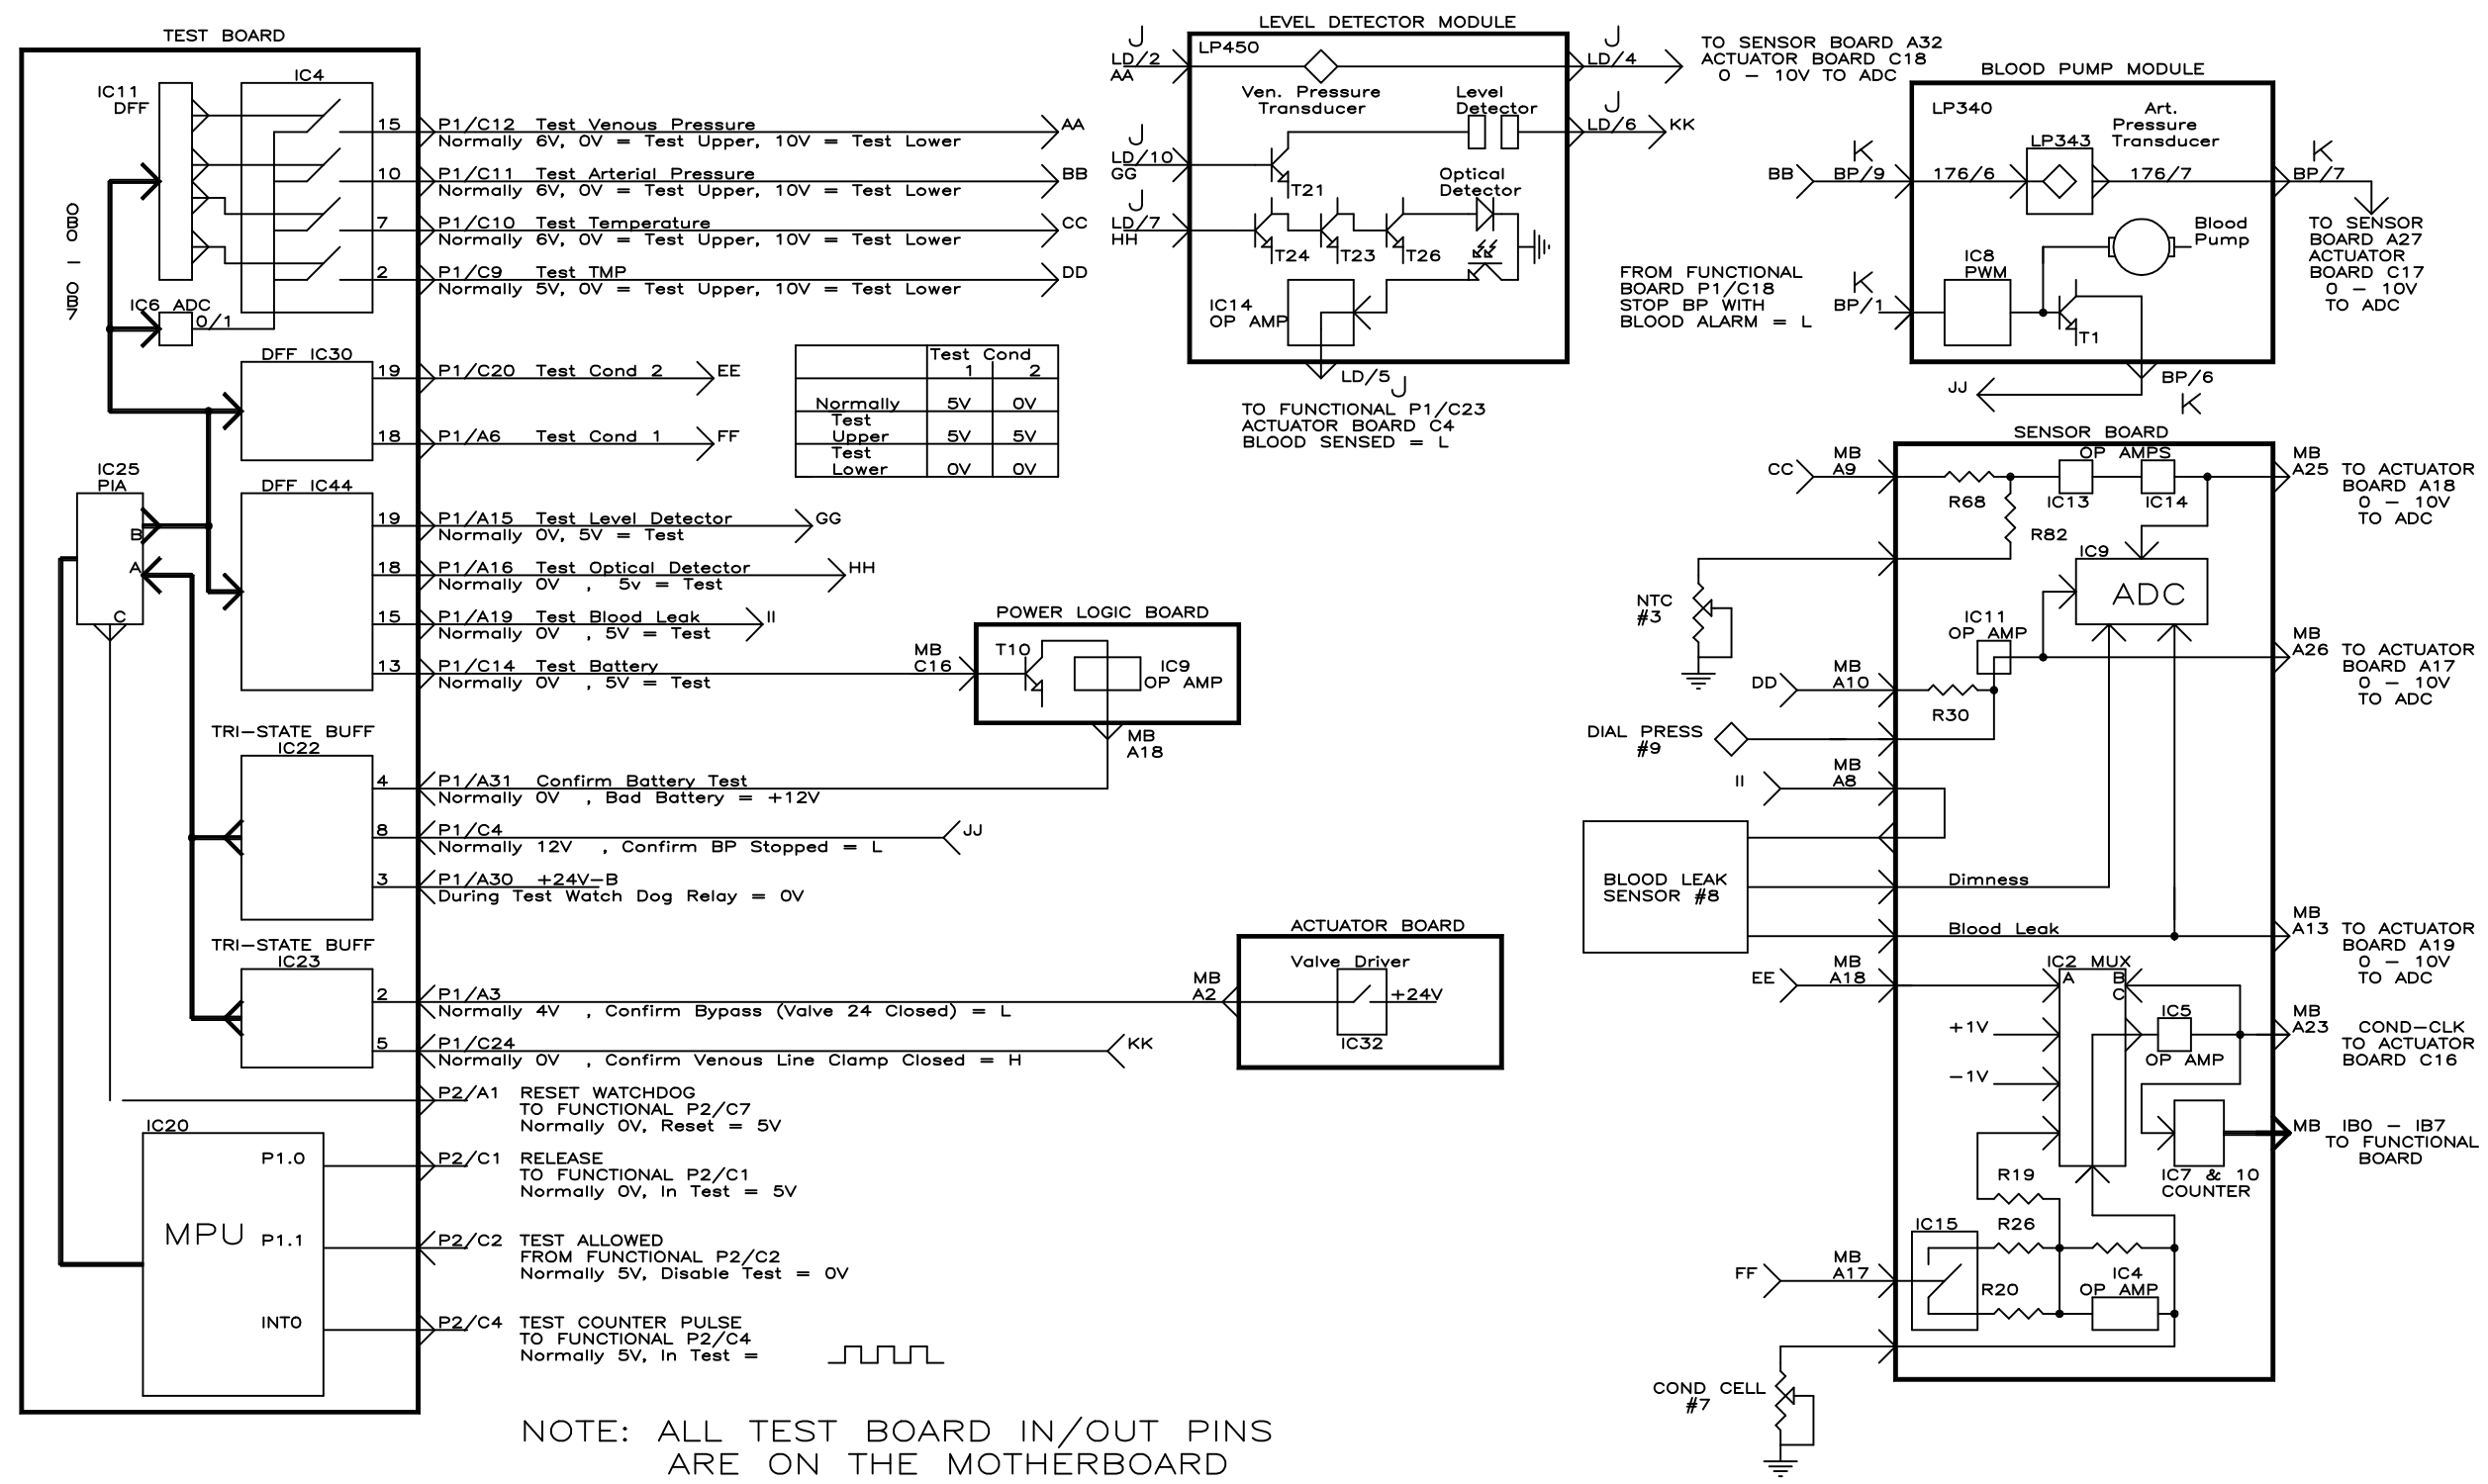 TEST BOARD
IC11
DFF
IC4
15 P1/C12 Test Venous Pressure AA
Normally 6V, 0V = Test Upper, 10V = Test Lower
10 P1/C11 Test Arterial Pressure BB
Normally 6V, 0V = Test Upper, 10V = Test Lower
7 P1/C10 Test Temperature CC
Normally 6V, 0V = Test Upper, 10V = Test Lower
2 P1/C9 Test TMP DD
Normally 5V, 0V = Test Upper, 10V = Test Lower
OB0 – OB7
IC6 ADC
0/1
DFF IC30
19 P1/C20 Test Cond 2 EE
18 P1/A6 Test Cond 1 FF
Test Cond
1 2
Normally 5V 0V
Test
Upper 5V 5V
Test
Lower 0V 0V
IC25
PIA
B
A
C
DFF IC44
19 P1/A15 Test Level Detector GG
Normally 0V, 5V = Test
18 P1/A16 Test Optical Detector HH
Normally 0V , 5v = Test
15 P1/A19 Test Blood Leak II
Normally 0V , 5V = Test
13 P1/C14 Test Battery
Normally 0V , 5V = Test
MB
C16
POWER LOGIC BOARD
T10
IC9
OP AMP
MB
A18
TRI–STATE BUFF
IC22
4 P1/A31 Confirm Battery Test
Normally 0V , Bad Battery = +12V
8 P1/C4 JJ
Normally 12V , Confirm BP Stopped = L
3 P1/A30 +24V–B
During Test Watch Dog Relay = 0V
TRI–STATE BUFF
IC23
2 P1/A3
Normally 4V , Confirm Bypass (Valve 24 Closed) = L
5 P1/C24 KK
Normally 0V , Confirm Venous Line Clamp Closed = H
MB
A2
ACTUATOR BOARD
Valve Driver
+24V
IC32
P2/A1 RESET WATCHDOG
TO FUNCTIONAL P2/C7
Normally 0V, Reset = 5V
IC20
MPU
P1.0 P2/C1 RELEASE
TO FUNCTIONAL P2/C1
Normally 0V, In Test = 5V
P1.1 P2/C2 TEST ALLOWED
FROM FUNCTIONAL P2/C2
Normally 5V, Disable Test = 0V
INT0 P2/C4 TEST COUNTER PULSE
TO FUNCTIONAL P2/C4
Normally 5V, In Test =
NOTE: ALL TEST BOARD IN/OUT PINS
ARE ON THE MOTHERBOARD
LEVEL DETECTOR MODULE
LP450
J
LD/2
AA
J
LD/4
TO SENSOR BOARD A32
ACTUATOR BOARD C18
0 – 10V TO ADC
Ven. Pressure
Transducer
Level
Detector
J
LD/6 KK
J
LD/10
GG
T21
Optical
Detector
J
LD/7
HH
T24 T23 T26
IC14
OP AMP
LD/5 J
TO FUNCTIONAL P1/C23
ACTUATOR BOARD C4
BLOOD SENSED = L
BLOOD PUMP MODULE
LP340
Art.
Pressure
Transducer
LP343
BB
K
BP/9 176/6 176/7
K
BP/7
TO SENSOR
BOARD A27
ACTUATOR
BOARD C17
0 – 10V
TO ADC
Blood
Pump
IC8
PWM
FROM FUNCTIONAL
BOARD P1/C18
STOP BP WITH
BLOOD ALARM = L
K
BP/1
T1
JJ
BP/6
K
SENSOR BOARD
OP AMPS
CC
MB
A9
R68
IC13 IC14
R82
MB
A25 TO ACTUATOR
BOARD A18
0 – 10V
TO ADC
IC9
ADC
NTC
#3
IC11
OP AMP
MB
A26 TO ACTUATOR
BOARD A17
0 – 10V
TO ADC
DD
MB
A10
R30
DIAL PRESS
#9
II
MB
A8
BLOOD LEAK
SENSOR #8
Dimness
Blood Leak
MB
A13 TO ACTUATOR
BOARD A19
0 – 10V
TO ADC
EE
MB
A18
IC2 MUX
A B
C
+1V
–1V
IC5
OP AMP
MB
A23 COND–CLK
TO ACTUATOR
BOARD C16
IC7 & 10
COUNTER
MB IB0 – IB7
TO FUNCTIONAL
BOARD
R19
IC15
R26
R20
IC4
OP AMP
FF
MB
A17
COND CELL
#7